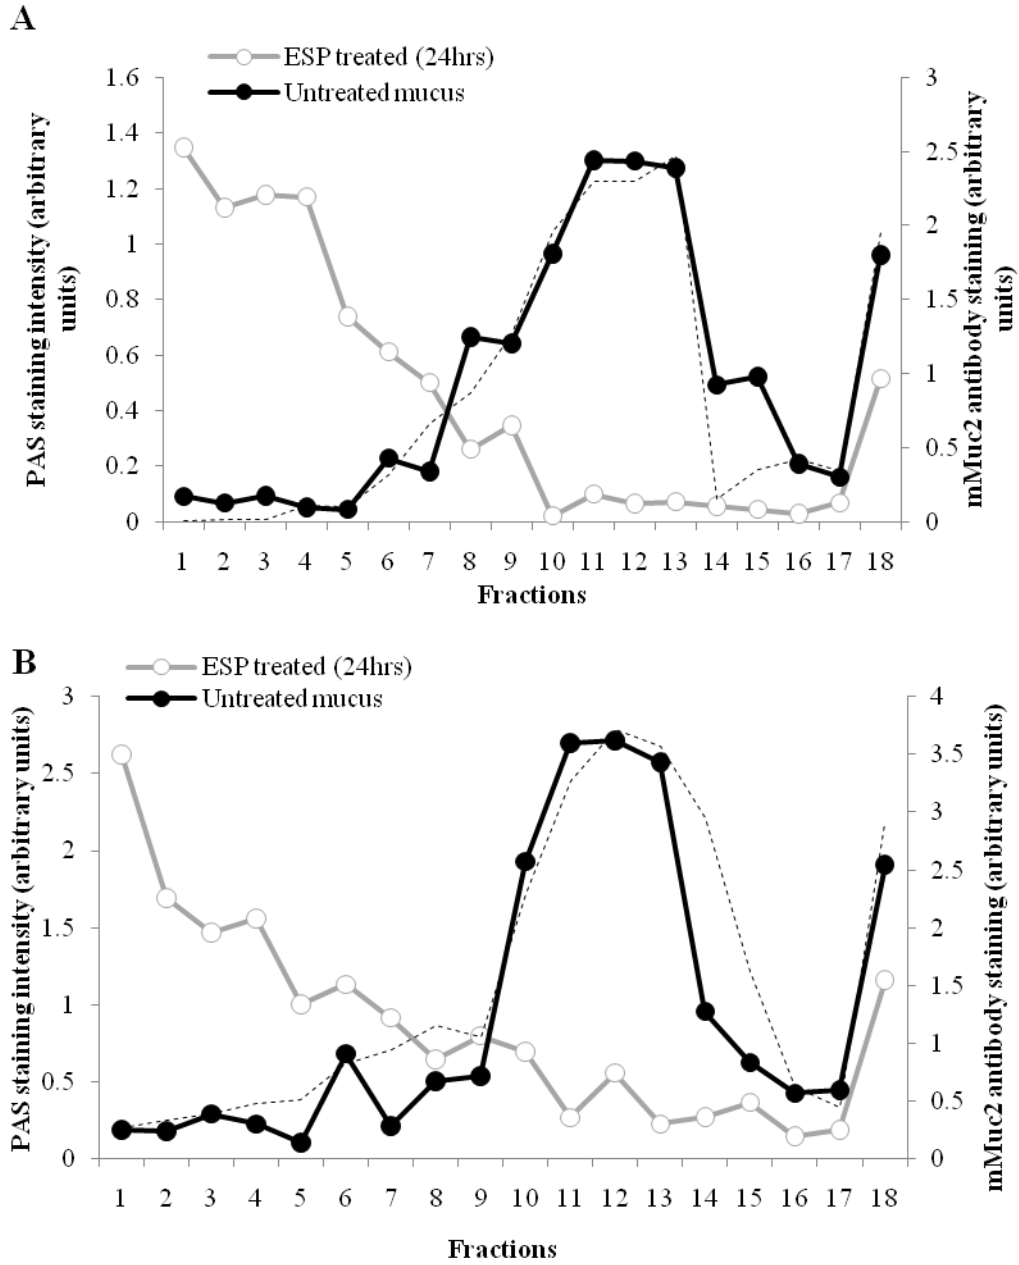 A
ESP treated (24hrs)
Untreated mucus
PAS staining intensity (arbitrary
units)
1.6
1.4
1.2
1
0.8
0.6
0.4
0.2
0
3
2.5
2
1.5
1
0.5
0
mMuc2 antibody staining (arbitrary
units)
1 2 3 4 5 6 7 8 9 10 11 12 13 14 15 16 17 18
Fractions
B
ESP treated (24hrs)
Untreated mucus
PAS staining intensity (arbitrary units)
3
2.5
2
1.5
1
0.5
0
4
3.5
3
2.5
2
1.5
1
0.5
0
mMuc2 antibody staining (arbitrary units)
1 2 3 4 5 6 7 8 9 10 11 12 13 14 15 16 17 18
Fractions